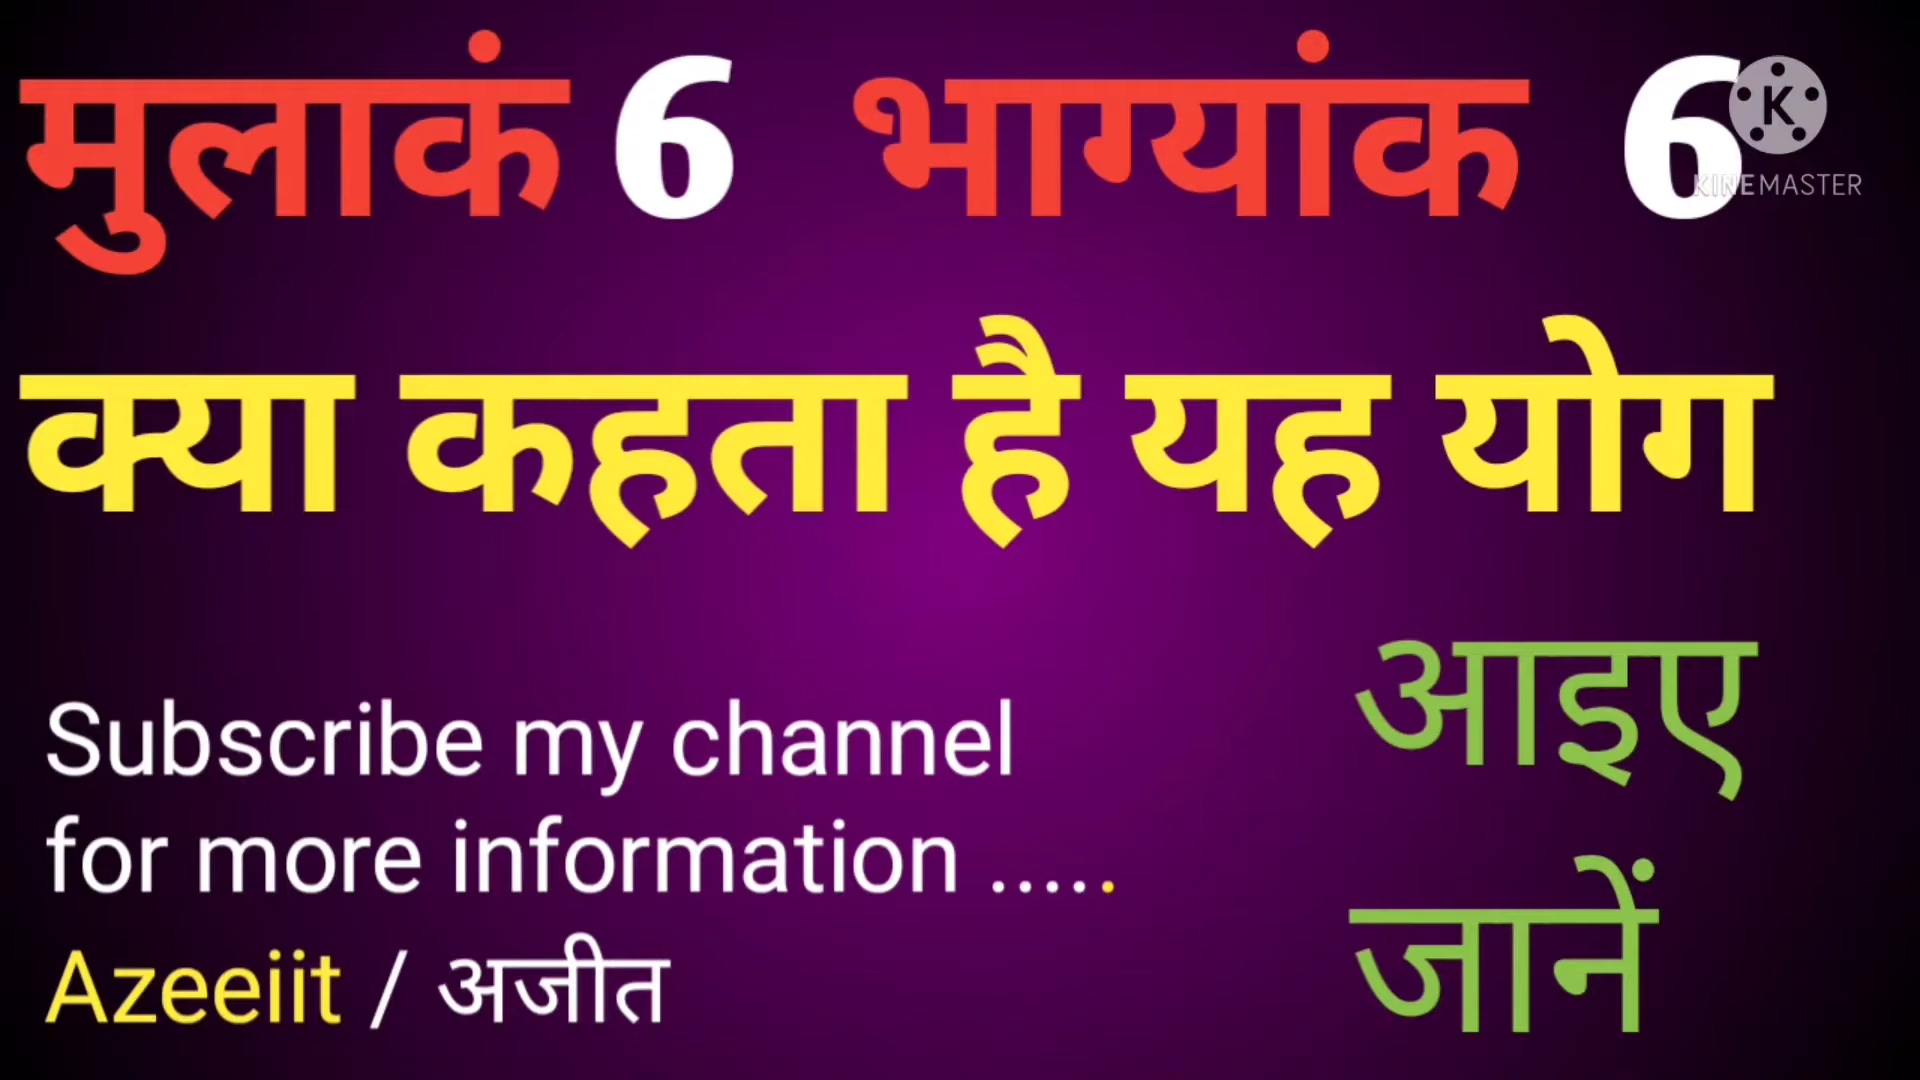 मुलाकं 6 भाग्यांक 6
KINEMASTER
क्या कहता है यह योग
आइए
जानें
Subscribe my channel
for more information .....
Azeeiit / अजीत